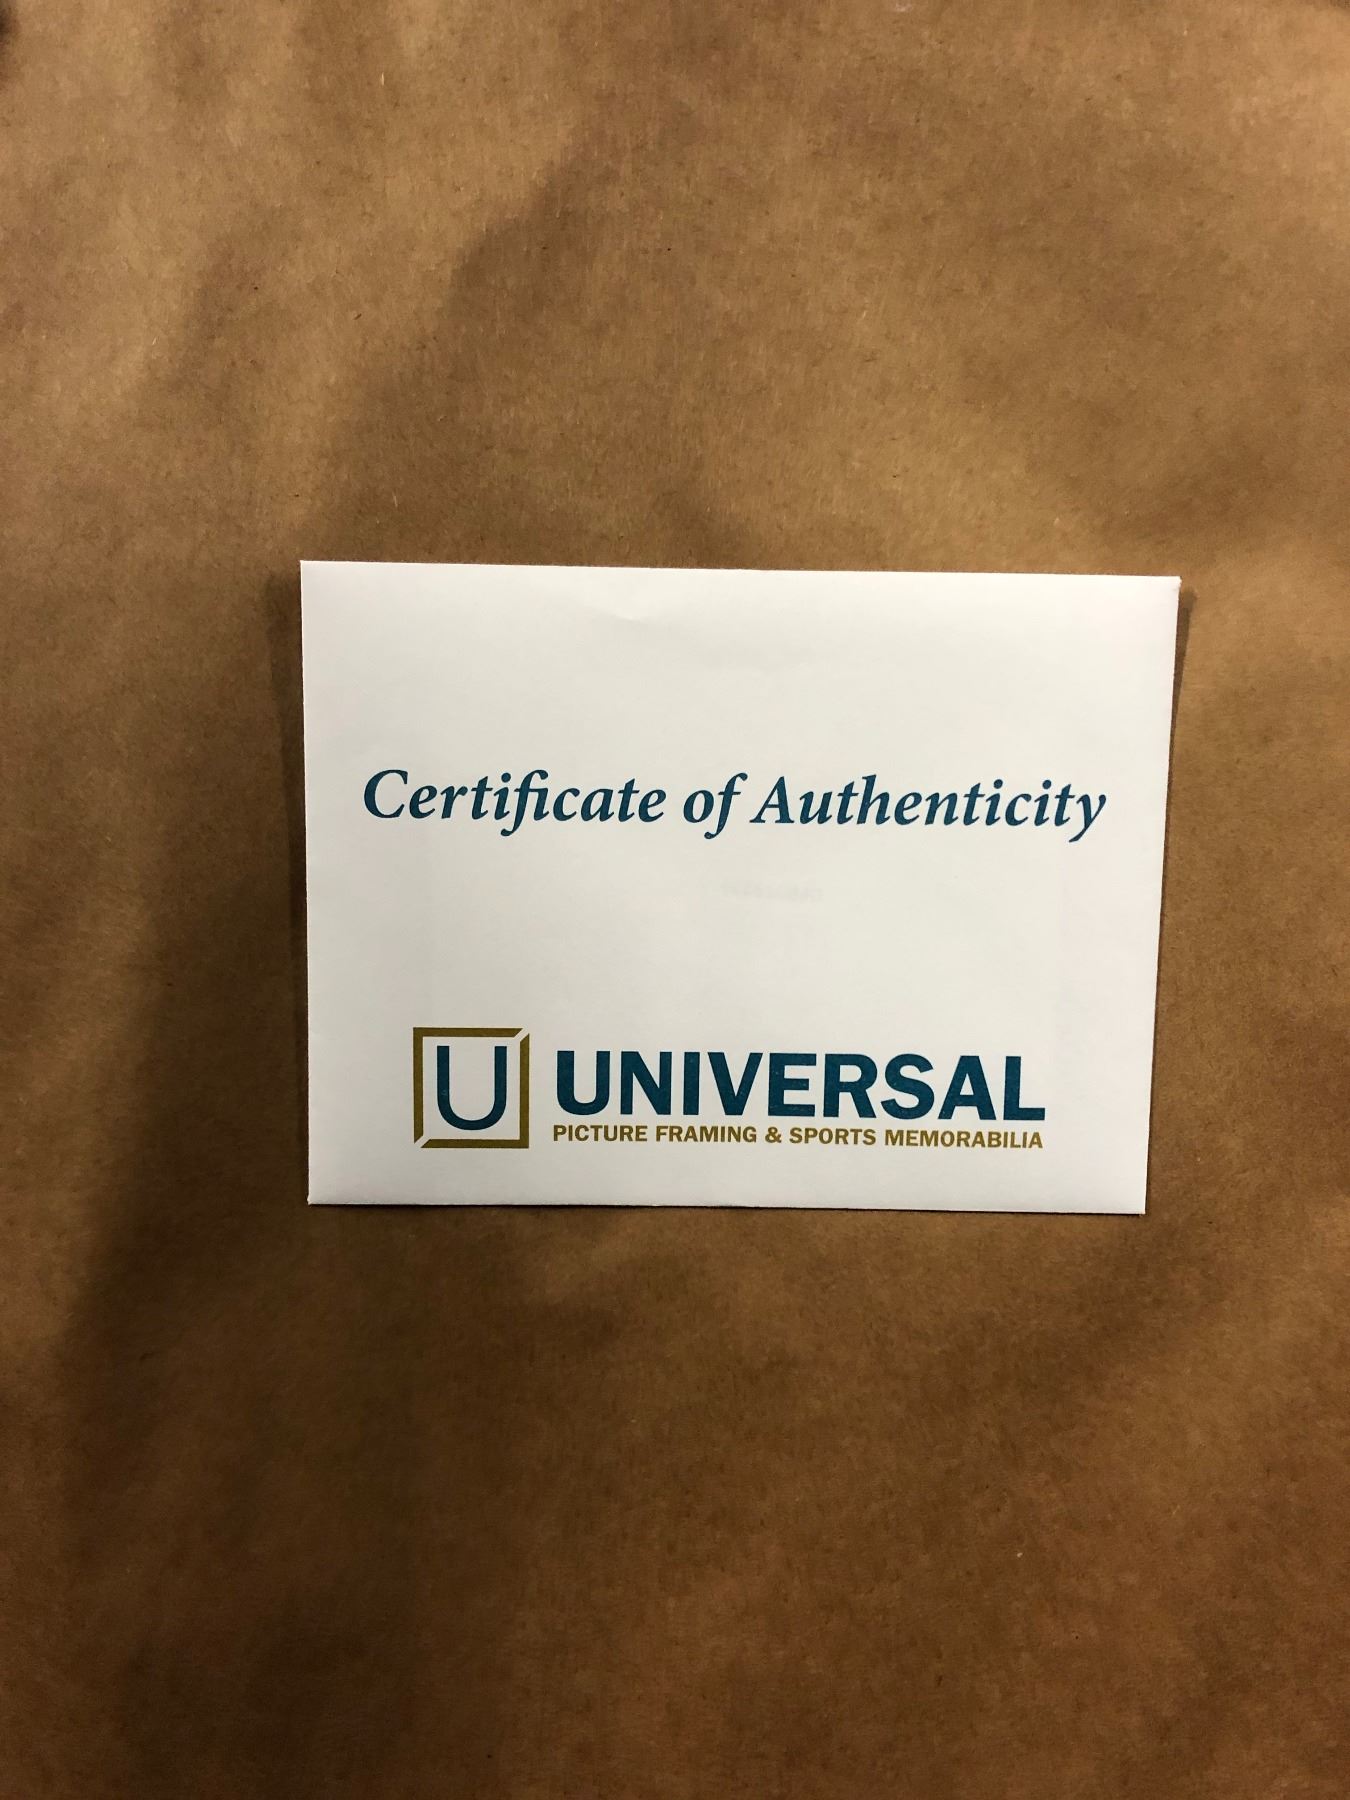 Certificate of Authenticity
U UNIVERSAL
PICTURE FRAMING & SPORTS MEMORABILIA